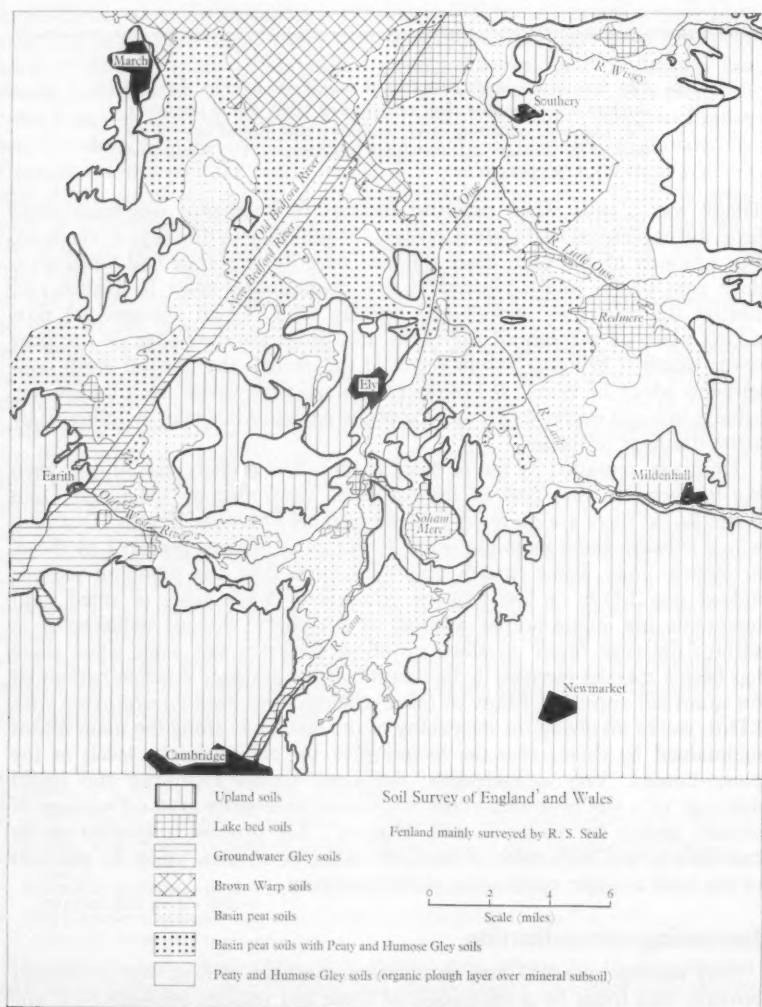 March
R. Wissey
Southery
Old Bedford River
New Bedford River
R. Ouse
R. Little Ouse
Redmere
Ely
R. Lark
Earith
Mildenhall
Old West River
Soham
Mere
R. Cam
Newmarket
Cambridge
Upland soils
Lake bed soils
Groundwater Gley soils
Brown Warp soils
Basin peat soils
Basin peat soils with Peaty and Humose Gley soils
Peaty and Humose Gley soils (organic plough layer over mineral subsoil)
Soil Survey of England and Wales
Fenland mainly surveyed by R. S. Seale
0 2 4 6
Scale (miles)